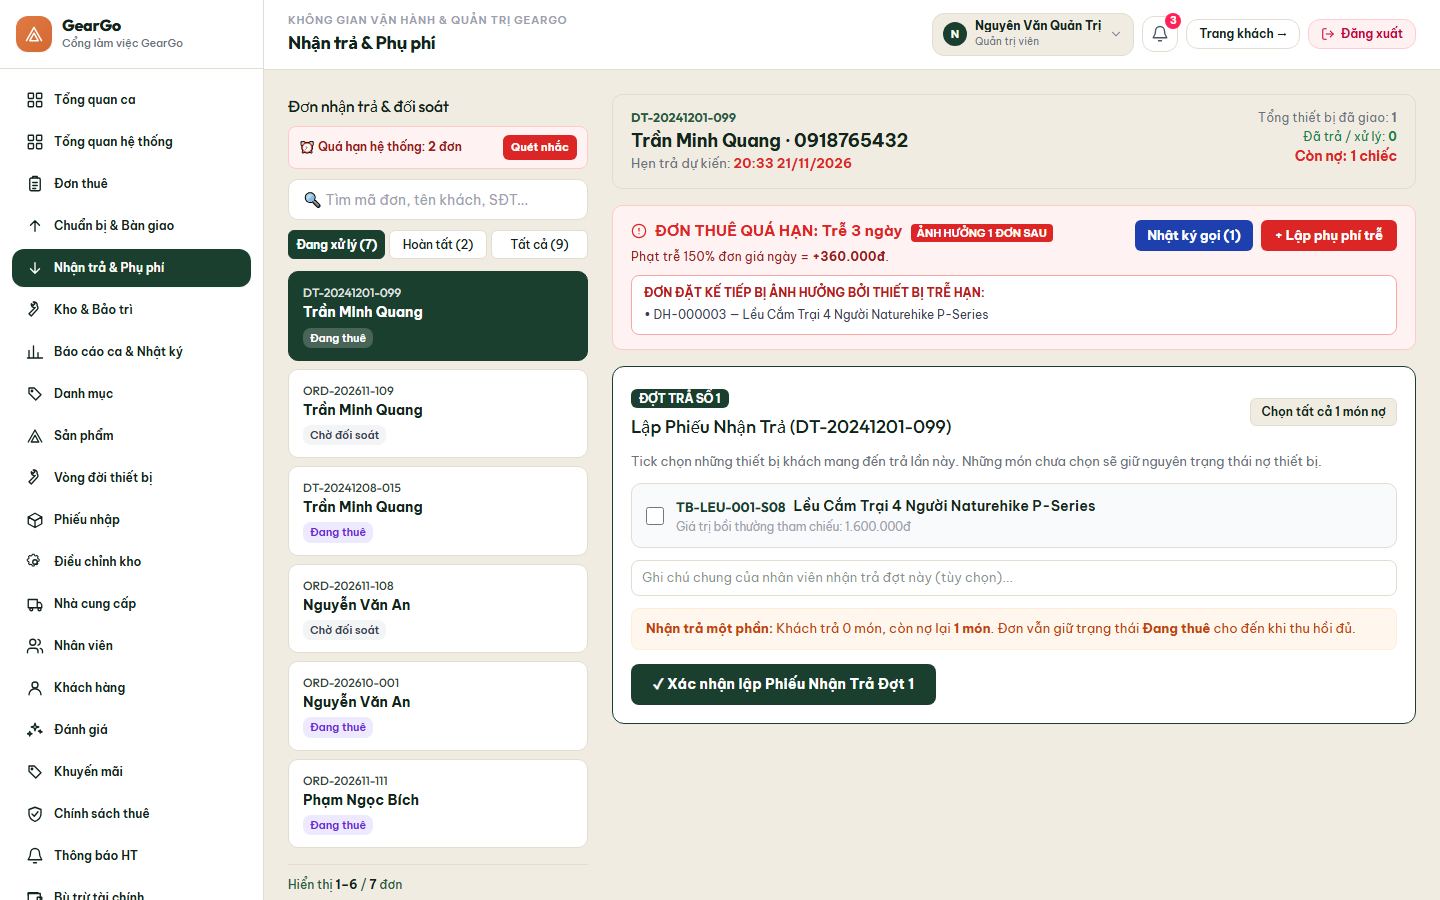 GearGo
Cổng làm việc GearGo
Tổng quan ca
Tổng quan hệ thống
Đơn thuê
Chuẩn bị & Bàn giao
Nhận trả & Phụ phí
Kho & Bảo trì
Báo cáo ca & Nhật ký
Danh mục
Sản phẩm
Vòng đời thiết bị
Phiếu nhập
Điều chỉnh kho
Nhà cung cấp
Nhân viên
Khách hàng
Đánh giá
Khuyến mãi
Chính sách thuê
Thông báo HT
Bù trừ tài chính
KHÔNG GIAN VẬN HÀNH & QUẢN TRỊ GEARGO
Nhận trả & Phụ phí
N
Nguyễn Văn Quản Trị
Quản trị viên
3
Trang khách →
Đăng xuất
Đơn nhận trả & đối soát
Quá hạn hệ thống: 2 đơn
Quét nhắc
Tìm mã đơn, tên khách, SĐT...
Đang xử lý (7)
Hoàn tất (2)
Tất cả (9)
DT-20241201-099
Trần Minh Quang
Đang thuê
ORD-202611-109
Trần Minh Quang
Chờ đối soát
DT-20241208-015
Trần Minh Quang
Đang thuê
ORD-202611-108
Nguyễn Văn An
Chờ đối soát
ORD-202610-001
Nguyễn Văn An
Đang thuê
ORD-202611-111
Phạm Ngọc Bích
Đang thuê
Hiển thị 1–6 / 7 đơn
DT-20241201-099
Trần Minh Quang · 0918765432
Hẹn trả dự kiến: 20:33 21/11/2026
Tổng thiết bị đã giao: 1
Đã trả / xử lý: 0
Còn nợ: 1 chiếc
ĐƠN THUÊ QUÁ HẠN: Trễ 3 ngày
ẢNH HƯỞNG 1 ĐƠN SAU
Phạt trễ 150% đơn giá ngày = +360.000đ.
Nhật ký gọi (1)
+ Lập phụ phí trễ
ĐƠN ĐẶT KẾ TIẾP BỊ ẢNH HƯỞNG BỞI THIẾT BỊ TRỄ HẠN:
• DH-000003 — Lều Cắm Trại 4 Người Naturehike P-Series
ĐỢT TRẢ SỐ 1
Lập Phiếu Nhận Trả (DT-20241201-099)
Chọn tất cả 1 món nợ
Tick chọn những thiết bị khách mang đến trả lần này. Những món chưa chọn sẽ giữ nguyên trạng thái nợ thiết bị.
TB-LEU-001-S08 Lều Cắm Trại 4 Người Naturehike P-Series
Giá trị bồi thường tham chiếu: 1.600.000đ
Ghi chú chung của nhân viên nhận trả đợt này (tùy chọn)...
Nhận trả một phần: Khách trả 0 món, còn nợ lại 1 món. Đơn vẫn giữ trạng thái Đang thuê cho đến khi thu hồi đủ.
✓ Xác nhận lập Phiếu Nhận Trả Đợt 1